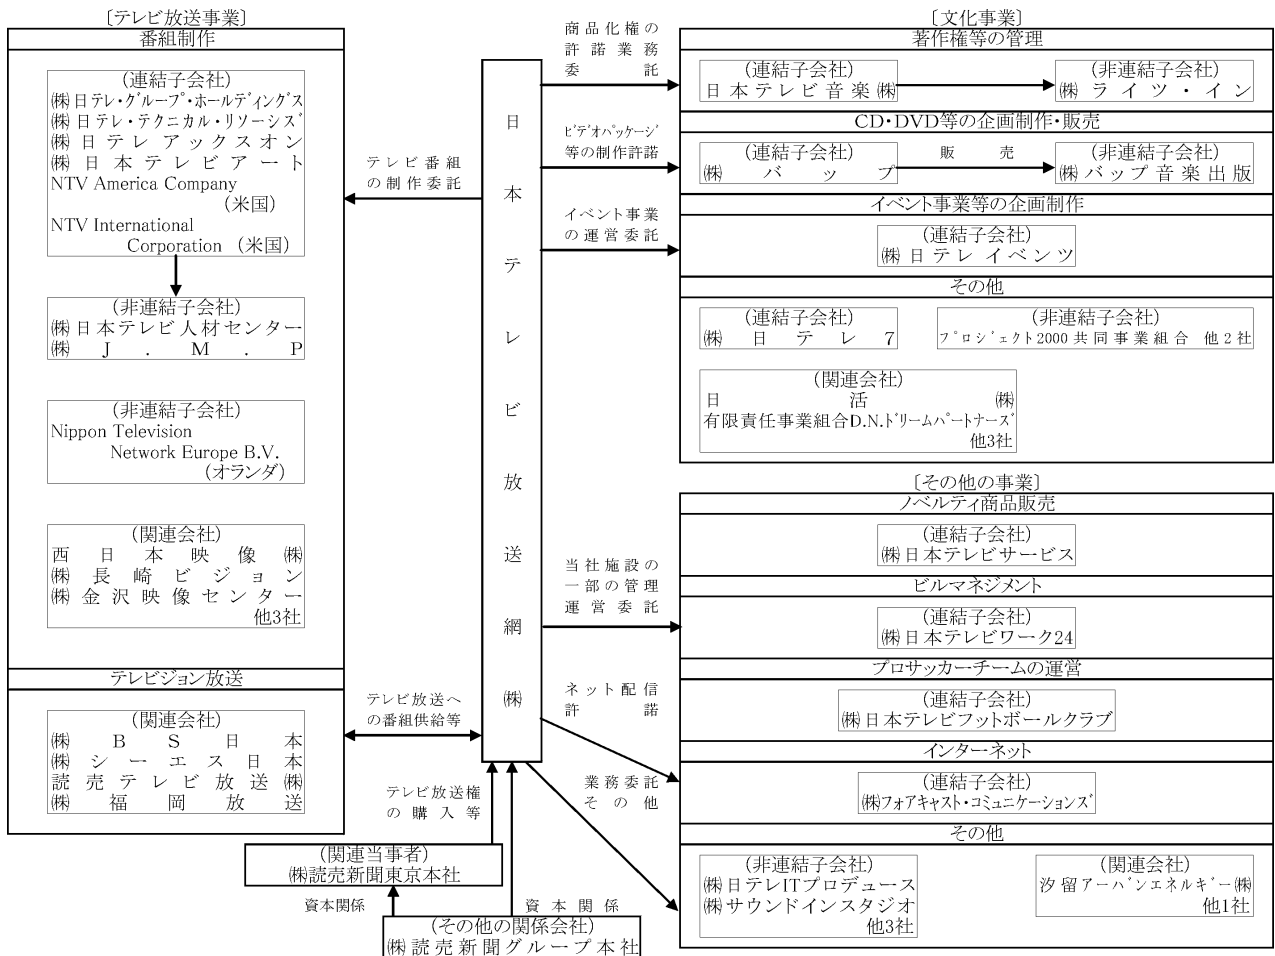 〔テレビ放送事業〕
番組制作
(連結子会社)
㈱日テレ・グループ・ホールディングス
㈱日テレ・テクニカル・リソーシズ
㈱日テレアックスオン
㈱日本テレビアート
NTV America Company
(米国)
NTV International
Corporation (米国)
(非連結子会社)
㈱日本テレビ人材センター
㈱J.M.P
(非連結子会社)
Nippon Television
Network Europe B.V.
(オランダ)
(関連会社)
西日本映像㈱
㈱長崎ビジョン
㈱金沢映像センター
他3社
テレビジョン放送
(関連会社)
㈱BS日本
㈱シーエス日本
読売テレビ放送㈱
㈱福岡放送
テレビ番組
の制作委託
テレビ放送へ
の番組供給等
日本テレビ放送網㈱
テレビ放送権
の購入等
(関連当事者)
㈱読売新聞東京本社
資本関係
資本関係
(その他の関係会社)
㈱読売新聞グループ本社
商品化権の
許諾業務
委託
ビデオパッケージ
等の制作許諾
イベント事業
の運営委託
当社施設の
一部の管理
運営委託
ネット配信
許諾
業務委託
その他
〔文化事業〕
著作権等の管理
(連結子会社)
日本テレビ音楽㈱
(非連結子会社)
㈱ライツ・イン
CD・DVD等の企画制作・販売
(連結子会社)
㈱バップ
販売
(非連結子会社)
㈱バップ音楽出版
イベント事業等の企画制作
(連結子会社)
㈱日テレイベンツ
その他
(連結子会社)
㈱日テレ7
(非連結子会社)
プロジェクト2000共同事業組合 他2社
(関連会社)
日活㈱
有限責任事業組合D.N.ドリームパートナーズ
他3社
〔その他の事業〕
ノベルティ商品販売
(連結子会社)
㈱日本テレビサービス
ビルマネジメント
(連結子会社)
㈱日本テレビワーク24
プロサッカーチームの運営
(連結子会社)
㈱日本テレビフットボールクラブ
インターネット
(連結子会社)
㈱フォアキャスト・コミュニケーションズ
その他
(非連結子会社)
㈱日テレITプロデュース
㈱サウンドインスタジオ
他3社
(関連会社)
汐留アーバンエネルギー㈱
他1社